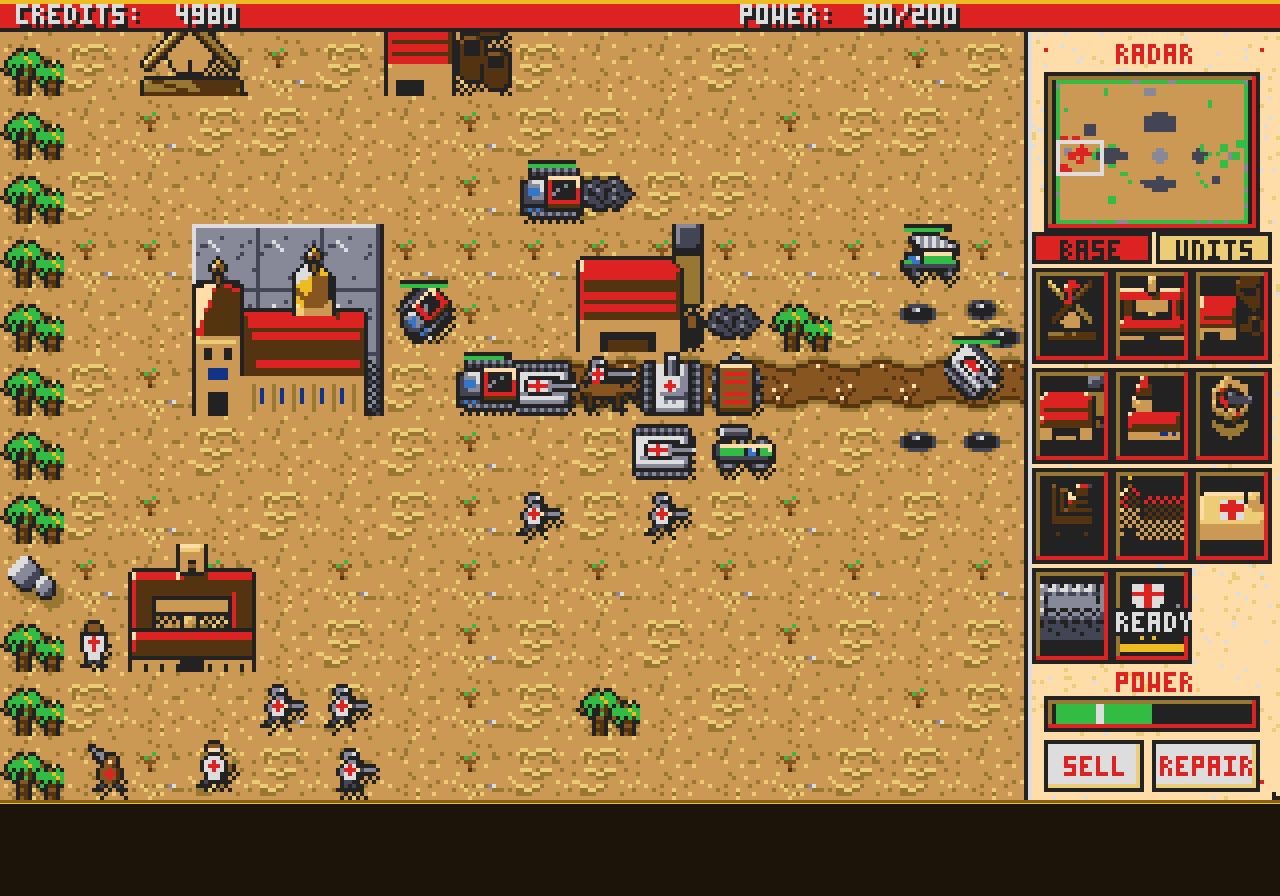 CREDITS: 4980
POWER: 90/200
RADAR
BASE
UNITS
READY
POWER
SELL
REPAIR